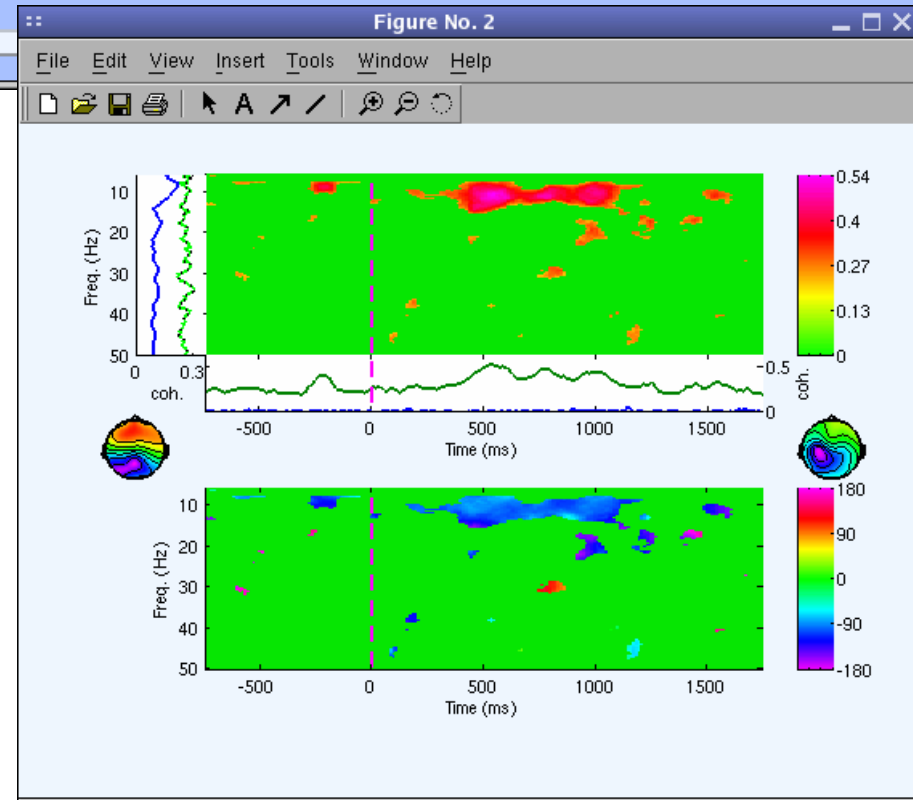 Figure No. 2
File Edit View Insert Tools Window Help
A
10
20
30
40
50
Freq. (Hz)
0 0.3
coh.
0.54
0.4
0.27
0.13
0
0.5
0
coh.
-500 0 500 1000 1500
Time (ms)
10
20
30
40
50
Freq. (Hz)
180
90
0
-90
-180
-500 0 500 1000 1500
Time (ms)